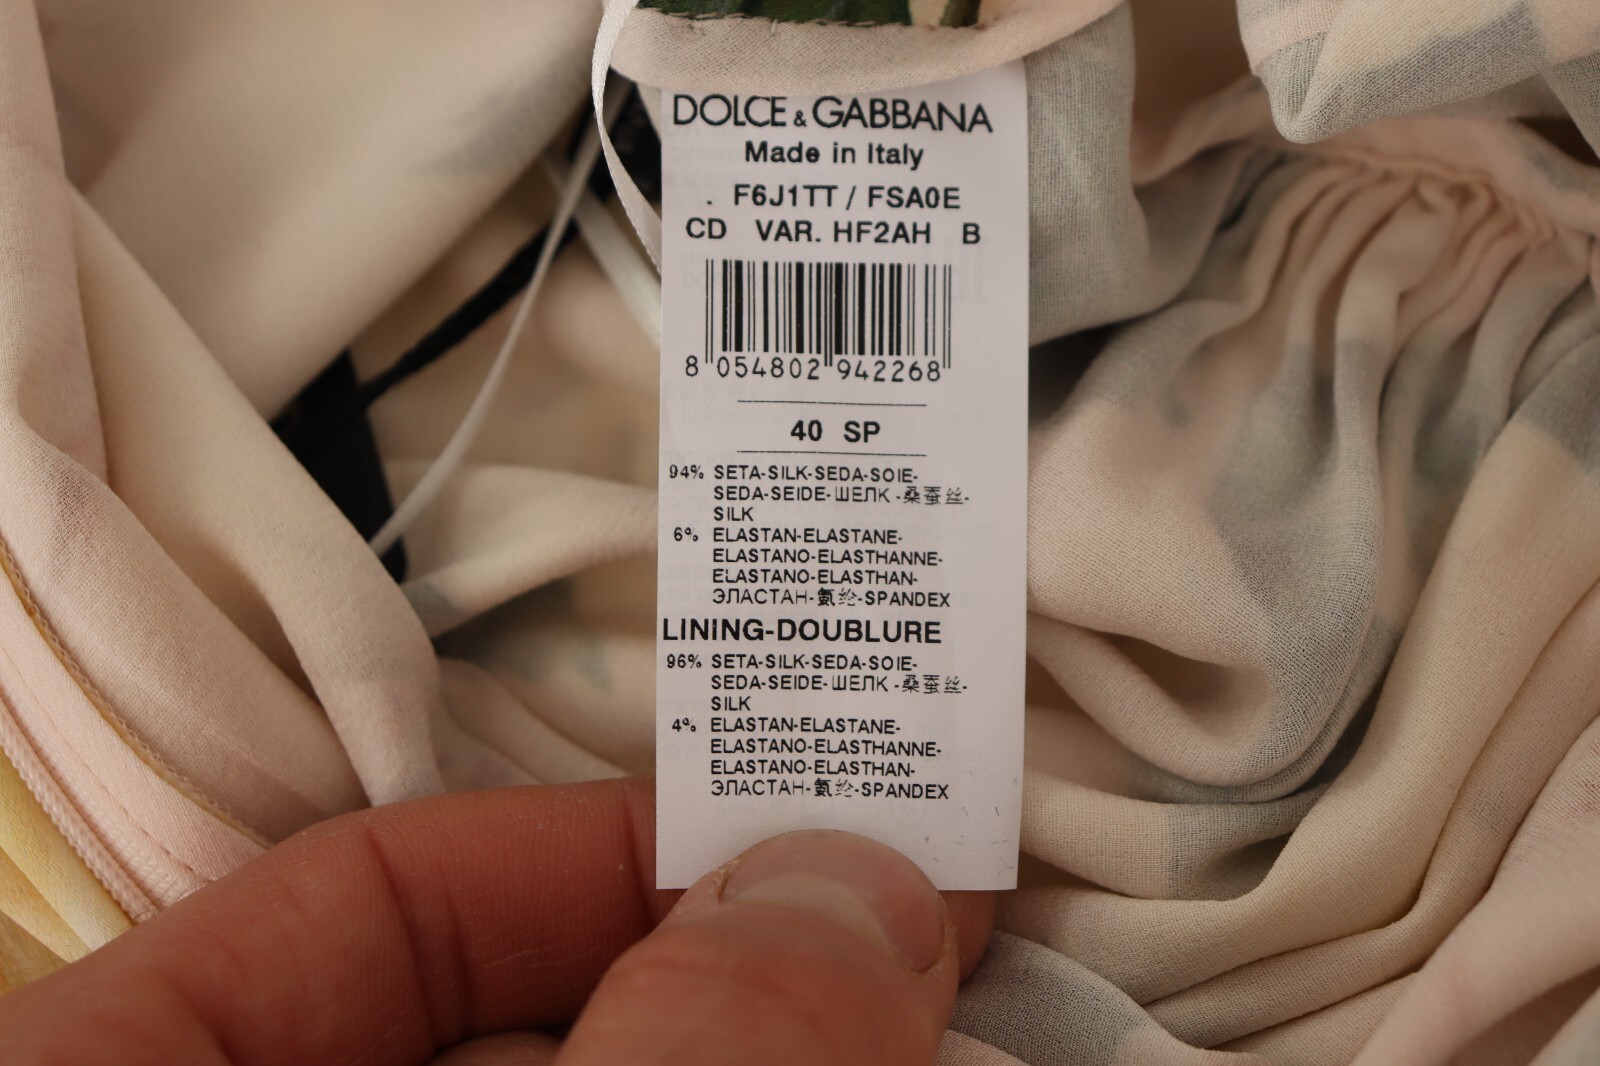 DOLCE & GABBANA
Made in Italy
. F6J1TT / FSA0E
CD VAR. HF2AH B
8 054802 942268
40 SP
94% SETA-SILK-SEDA-SOIE-
SEDA-SEIDE-ШЕЛК -桑蚕丝-
SILK
6% ELASTAN-ELASTANE-
ELASTANO-ELASTHANNE-
ELASTANO-ELASTHAN-
ЭЛАСТАН-氨纶-SPANDEX
LINING-DOUBLURE
96% SETA-SILK-SEDA-SOIE-
SEDA-SEIDE-ШЕЛК -桑蚕丝-
SILK
4% ELASTAN-ELASTANE-
ELASTANO-ELASTHANNE-
ELASTANO-ELASTHAN-
ЭЛАСТАН-氨纶-SPANDEX